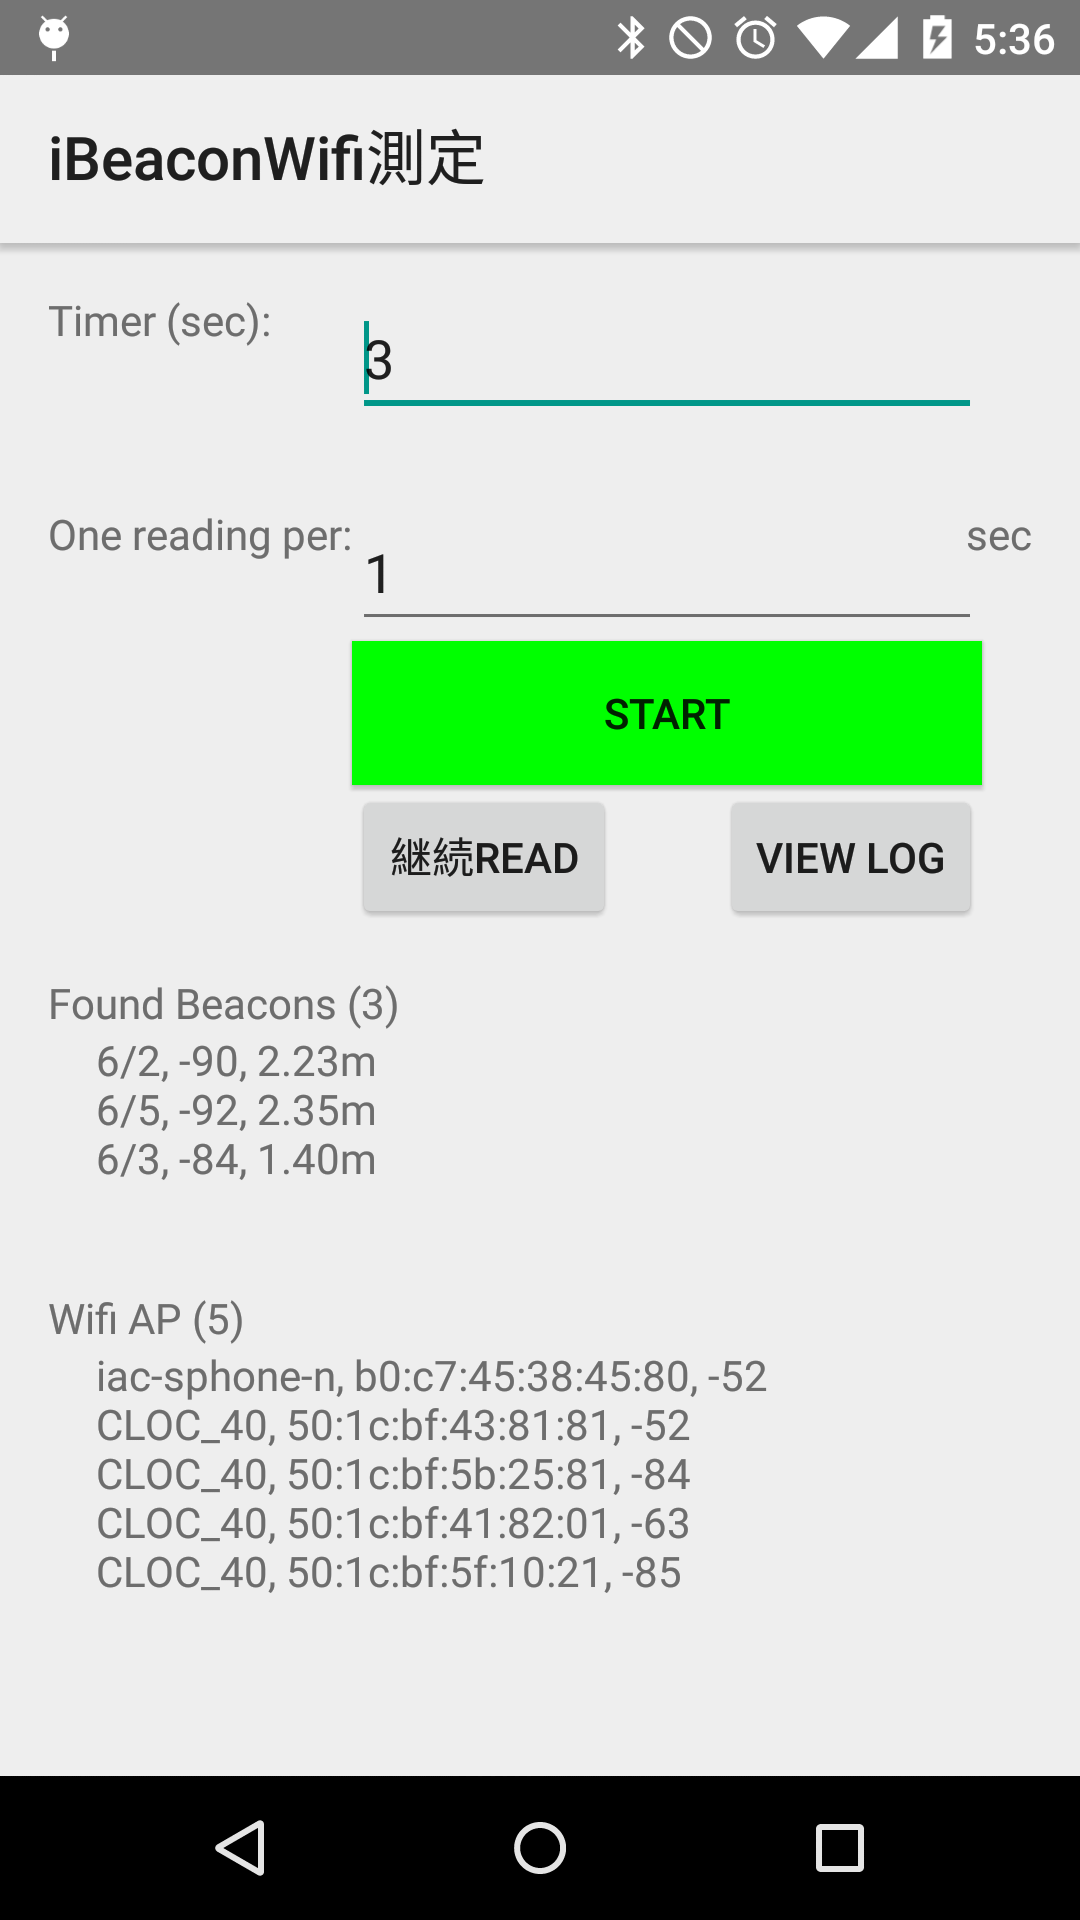 5:36
iBeaconWifi測定
Timer (sec):
3
One reading per:
1
sec
START
継続READ
VIEW LOG
Found Beacons (3)
6/2, -90, 2.23m
6/5, -92, 2.35m
6/3, -84, 1.40m
Wifi AP (5)
iac-sphone-n, b0:c7:45:38:45:80, -52
CLOC_40, 50:1c:bf:43:81:81, -52
CLOC_40, 50:1c:bf:5b:25:81, -84
CLOC_40, 50:1c:bf:41:82:01, -63
CLOC_40, 50:1c:bf:5f:10:21, -85